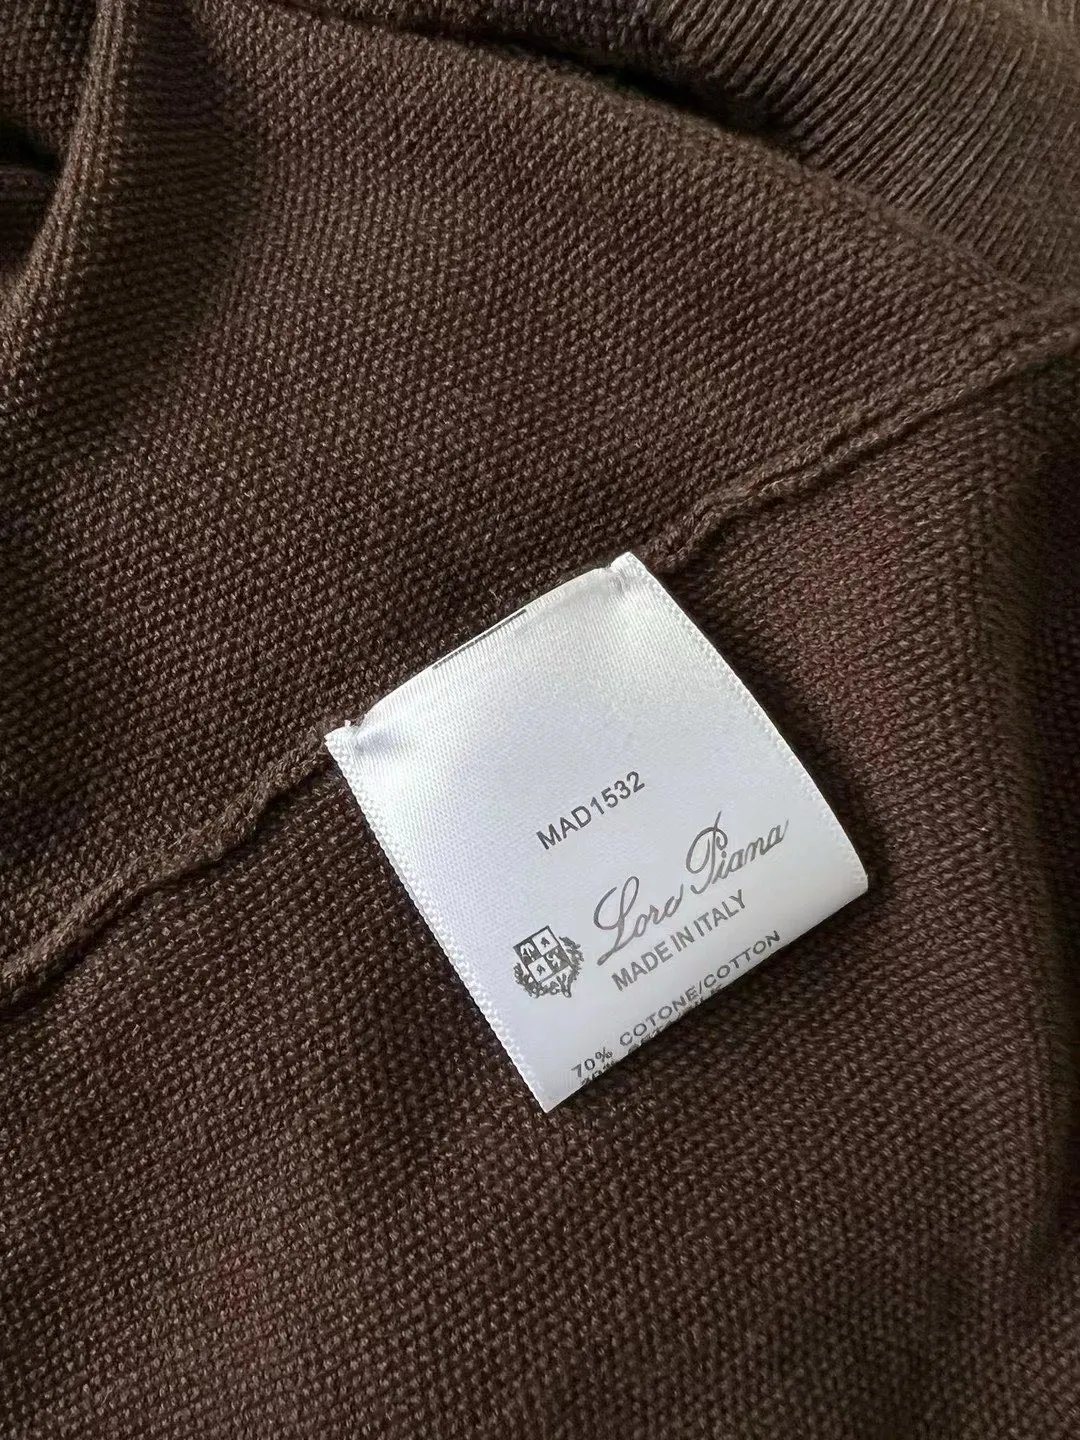 MAD1532
Loro Piana
MADE IN ITALY
70% COTONE/COTTON